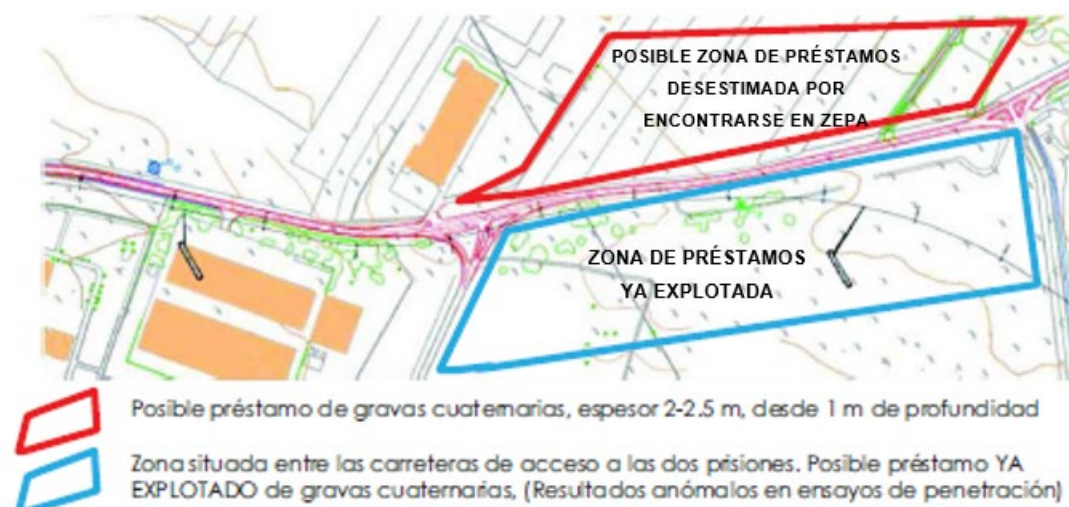 POSIBLE ZONA DE PRÉSTAMOS
DESESTIMADA POR
ENCONTRARSE EN ZEPA
ZONA DE PRÉSTAMOS
YA EXPLOTADA
Posible préstamo de gravas cuaternarias, espesor 2-2.5 m, desde 1 m de profundidad
Zona situada entre las carreteras de acceso a las dos prisiones. Posible préstamo YA
EXPLOTADO de gravas cuaternarias, (Resultados anómalos en ensayos de penetración)